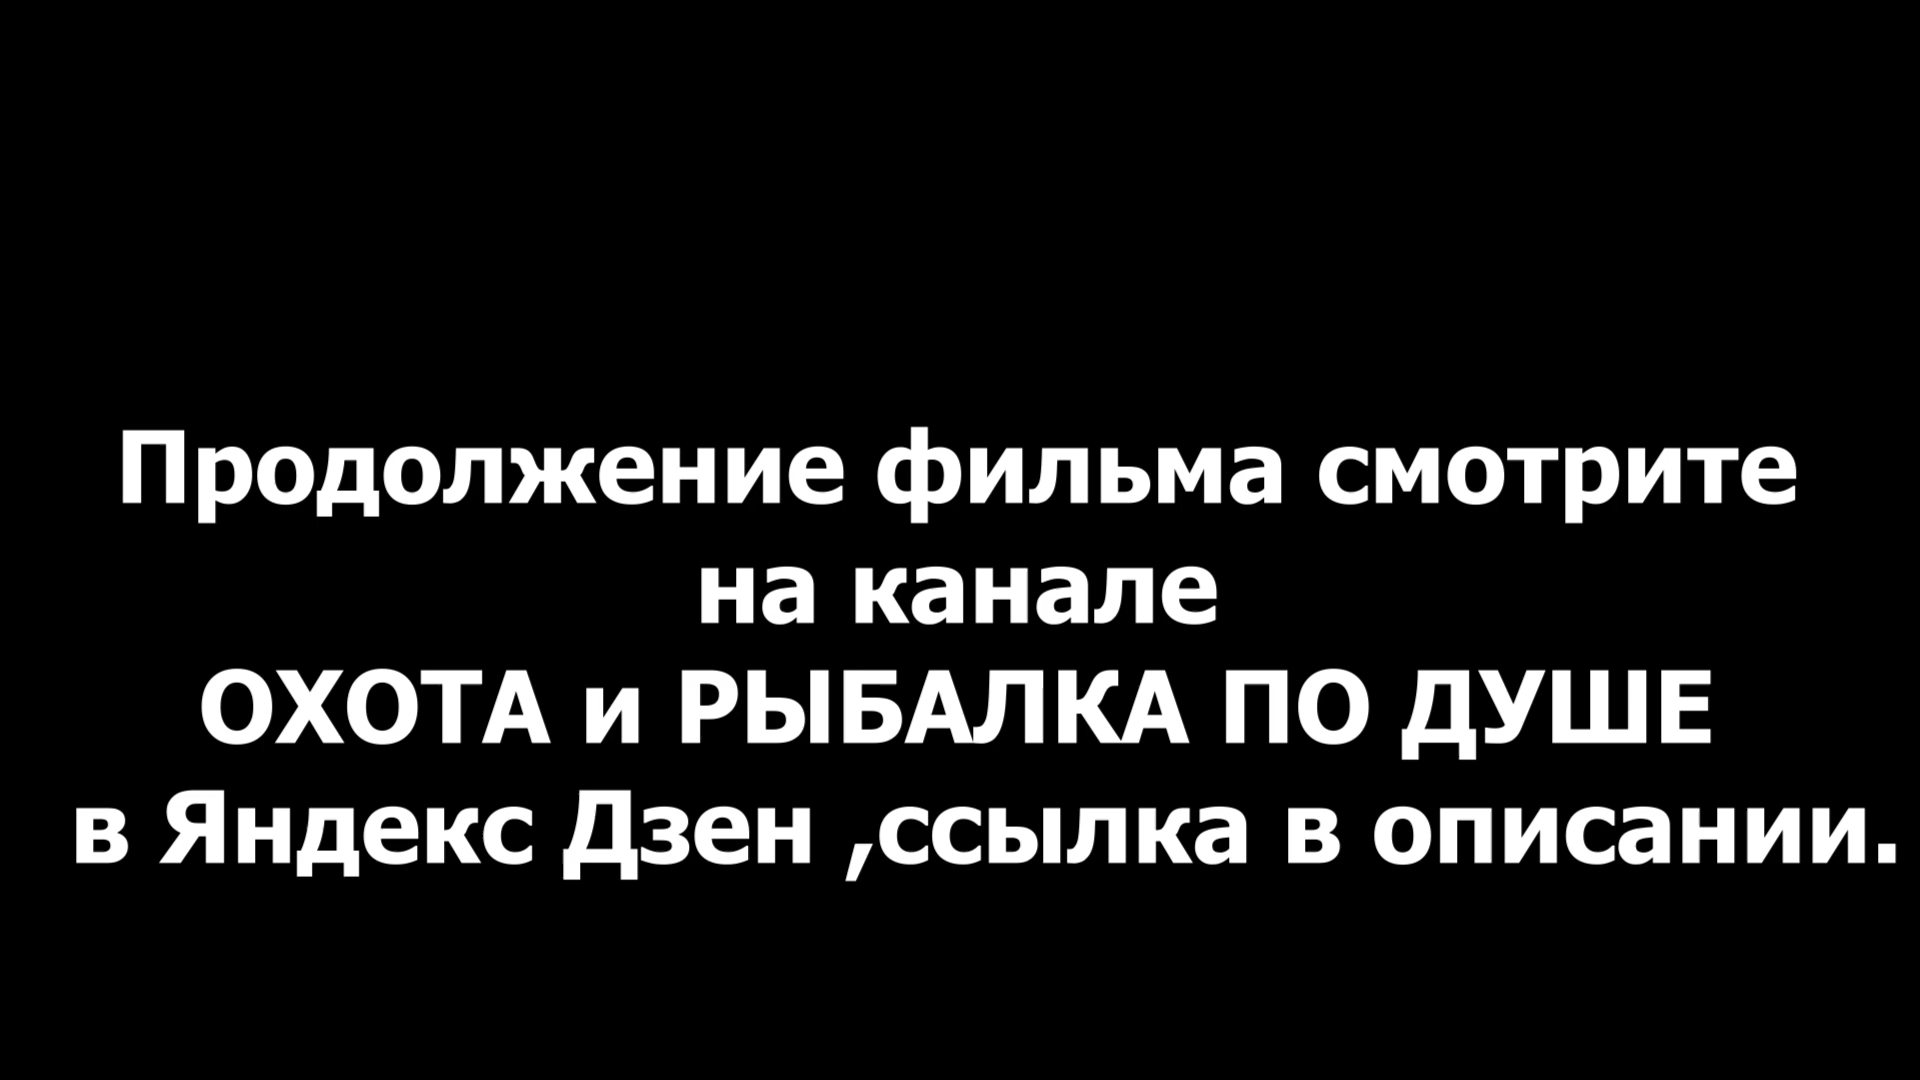 Продолжение фильма смотрите
на канале
ОХОТА и РЫБАЛКА ПО ДУШЕ
в Яндекс Дзен ,ссылка в описании.